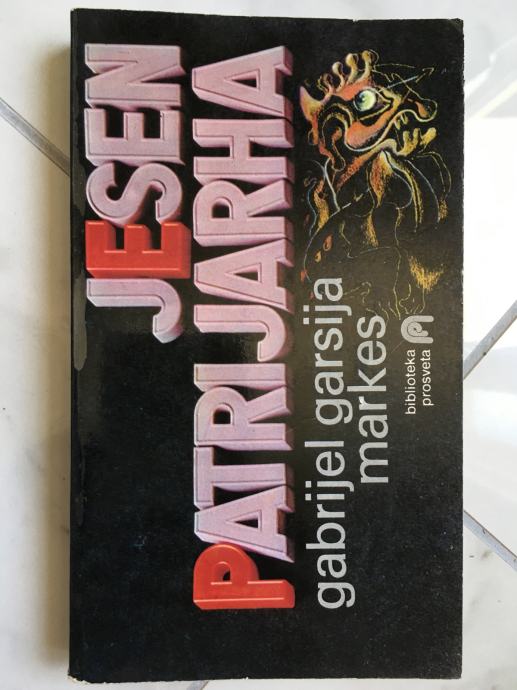 JESEN
PATRIJARHA
gabrijel garsija
markes
biblioteka
prosveta